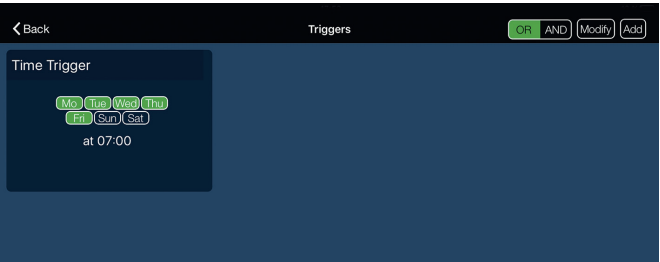 Back Triggers OR AND Modify Add
Time Trigger
Mo Tue Wed Thu
Fri Sun Sat
at 07:00